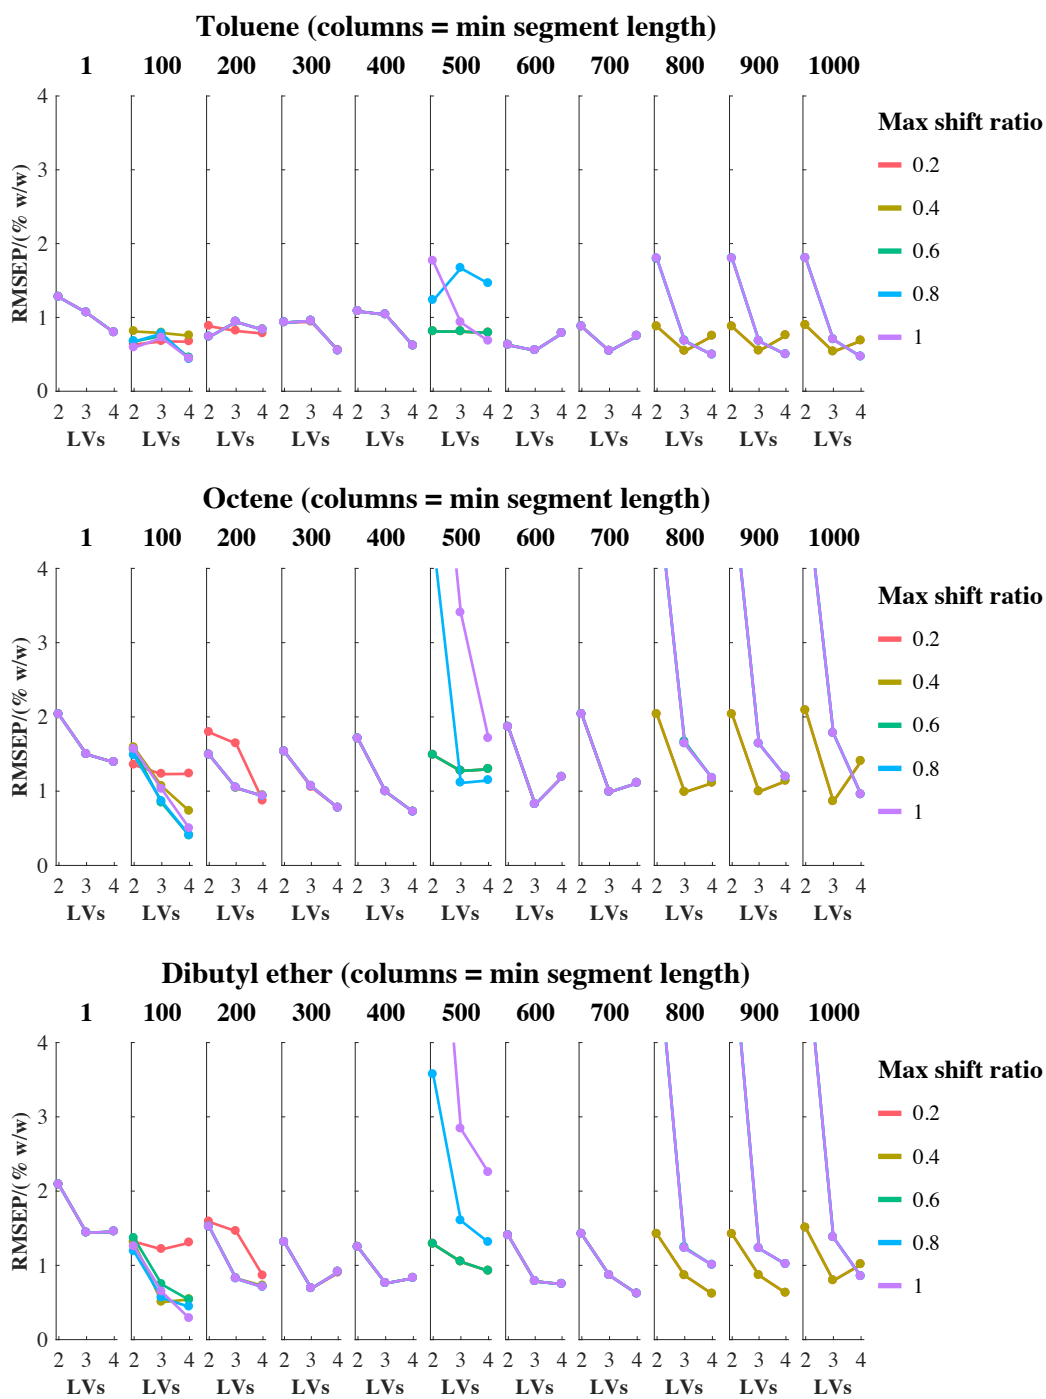 Toluene (columns = min segment length)
1 100 200 300 400 500 600 700 800 900 1000
RMSEP/(% w/w)
4
3
2
1
0
2 3 4 2 3 4 2 3 4 2 3 4 2 3 4 2 3 4 2 3 4 2 3 4 2 3 4 2 3 4 2 3 4
LVs LVs LVs LVs LVs LVs LVs LVs LVs LVs LVs
Max shift ratio
0.2
0.4
0.6
0.8
1
Octene (columns = min segment length)
1 100 200 300 400 500 600 700 800 900 1000
RMSEP/(% w/w)
4
3
2
1
0
2 3 4 2 3 4 2 3 4 2 3 4 2 3 4 2 3 4 2 3 4 2 3 4 2 3 4 2 3 4 2 3 4
LVs LVs LVs LVs LVs LVs LVs LVs LVs LVs LVs
Max shift ratio
0.2
0.4
0.6
0.8
1
Dibutyl ether (columns = min segment length)
1 100 200 300 400 500 600 700 800 900 1000
RMSEP/(% w/w)
4
3
2
1
0
2 3 4 2 3 4 2 3 4 2 3 4 2 3 4 2 3 4 2 3 4 2 3 4 2 3 4 2 3 4 2 3 4
LVs LVs LVs LVs LVs LVs LVs LVs LVs LVs LVs
Max shift ratio
0.2
0.4
0.6
0.8
1